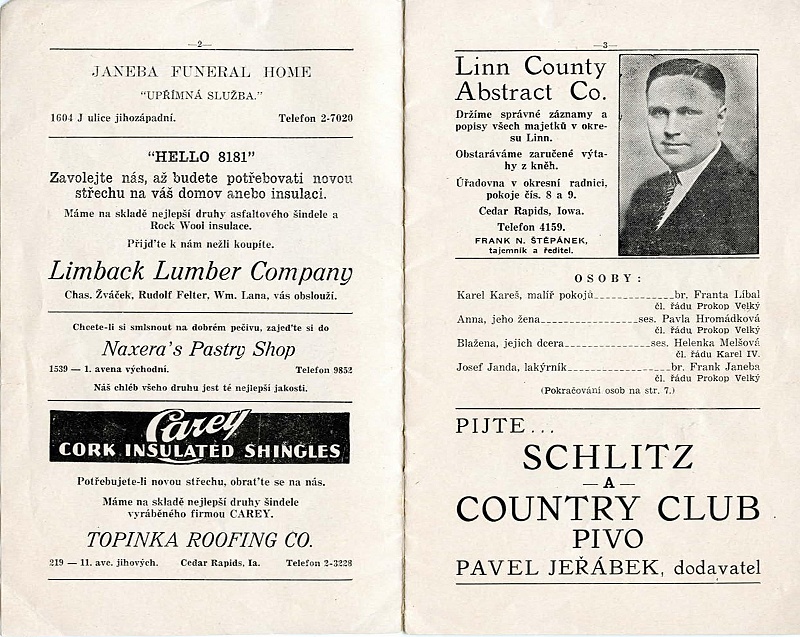 —2—
JANEBA FUNERAL HOME
"UPŘÍMNÁ SLUŽBA."
1604 J ulice jihozápadní. Telefon 2-7020
"HELLO 8181"
Zavolejte nás, až budete potřebovati novou
střechu na váš domov anebo insulaci.
Máme na skladě nejlepší druhy asfaltového šindele a
Rock Wool insulace.
Přijďte k nám nežli koupíte.
Limback Lumber Company
Chas. Žváček, Rudolf Felter, Wm. Lana, vás obslouží.
Chcete-li si smlsnout na dobrém pečivu, zajeďte si do
Naxera's Pastry Shop
1539 — 1. avena východní. Telefon 9852
Náš chléb všeho druhu jest té nejlepší jakosti.
Carey
CORK INSULATED SHINGLES
Potřebujete-li novou střechu, obraťte se na nás.
Máme na skladě nejlepší druhy šindele
vyráběného firmou CAREY.
TOPINKA ROOFING CO.
219 — 11. ave. jihových. Cedar Rapids, Ia. Telefon 2-3228
—3—
Linn County
Abstract Co.
Držíme správné záznamy a
popisy všech majetků v okre-
su Linn.
Obstaráváme zaručené výta-
hy z kněh.
Úřadovna v okresní radnici,
pokoje čís. 8 a 9.
Cedar Rapids, Iowa.
Telefon 4159.
FRANK N. ŠTĚPÁNEK,
tajemník a ředitel.
OSOBY:
Karel Kareš, malíř pokojů br. Franta Líbal
čl. řádu Prokop Velký
Anna, jeho žena ses. Pavla Hromádková
čl. řádu Prokop Velký
Blažena, jejich dcera ses. Helenka Melšová
čl. řádu Karel IV.
Josef Janda, lakýrník br. Frank Janeba
čl. řádu Prokop Velký
(Pokračování osob na str. 7.)
PIJTE...
SCHLITZ
—A—
COUNTRY CLUB
PIVO
PAVEL JEŘÁBEK, dodavatel